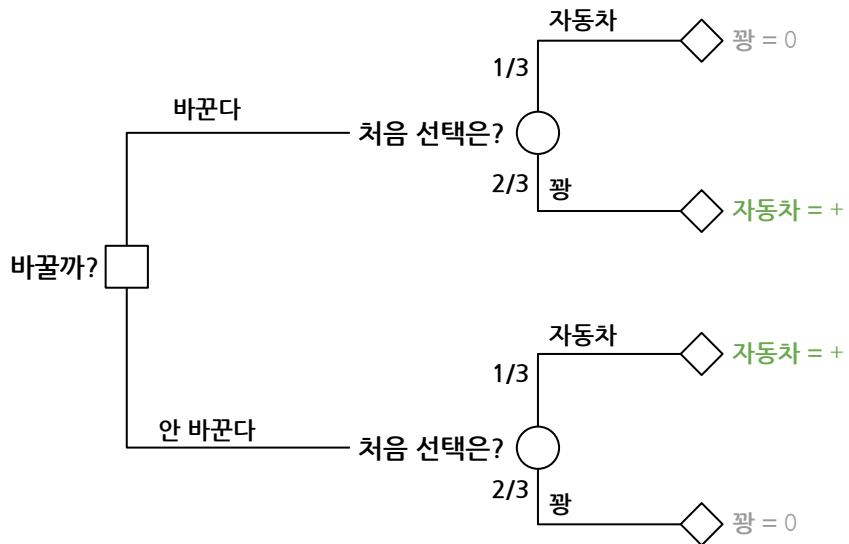 자동차
꽝 = 0
1/3
바꾼다
처음 선택은?
2/3
꽝
자동차 = +
바꿀까?
자동차
자동차 = +
1/3
안 바꾼다
처음 선택은?
2/3
꽝
꽝 = 0